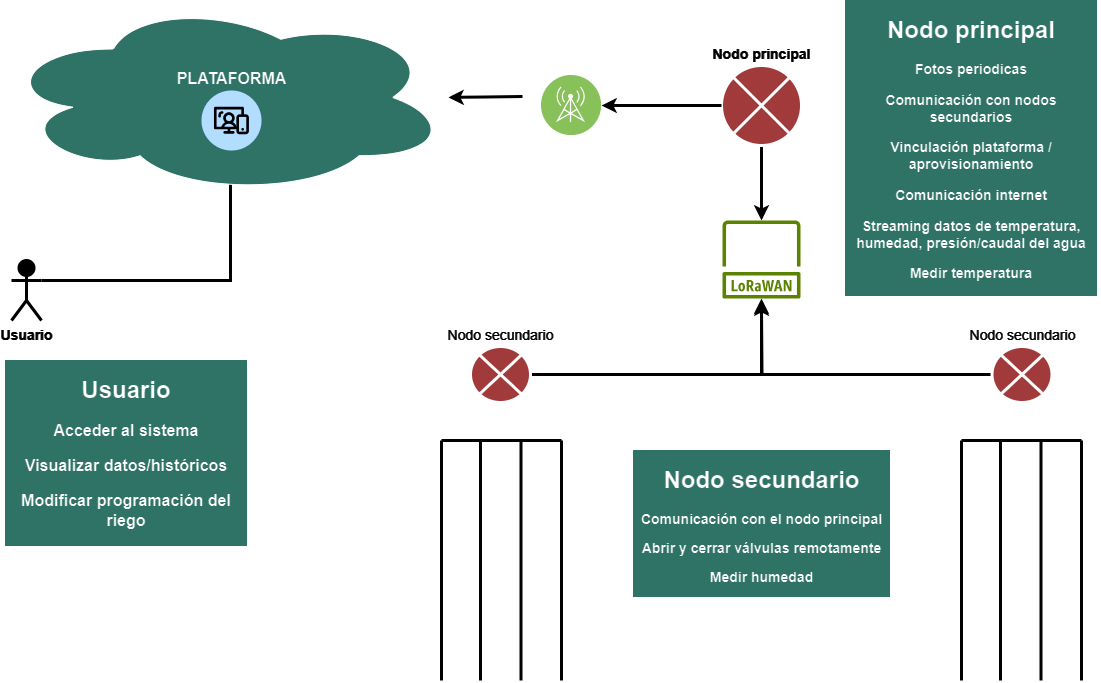 PLATAFORMA
Nodo principal
Nodo principal
Fotos periodicas
Comunicación con nodos
secundarios
Vinculación plataforma /
aprovisionamiento
Comunicación internet
Streaming datos de temperatura,
humedad, presión/caudal del agua
Medir temperatura
LoRaWAN
Usuario
Nodo secundario
Nodo secundario
Usuario
Acceder al sistema
Visualizar datos/históricos
Modificar programación del
riego
Nodo secundario
Comunicación con el nodo principal
Abrir y cerrar válvulas remotamente
Medir humedad